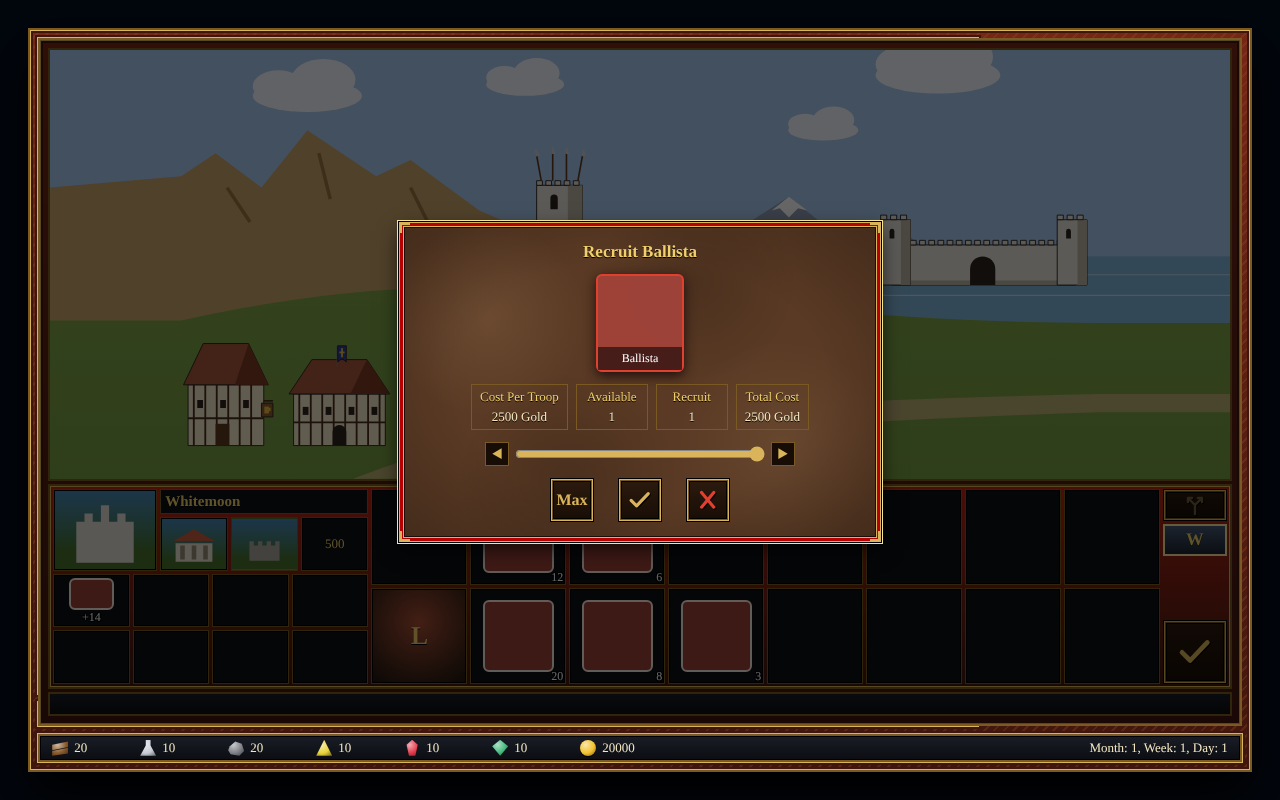 Recruit Ballista
Ballista
Cost Per Troop
2500 Gold
Available
1
Recruit
1
Total Cost
2500 Gold
Max
Whitemoon
500
+14
12
6
W
L
20
8
3
20
10
20
10
10
10
20000
Month: 1, Week: 1, Day: 1